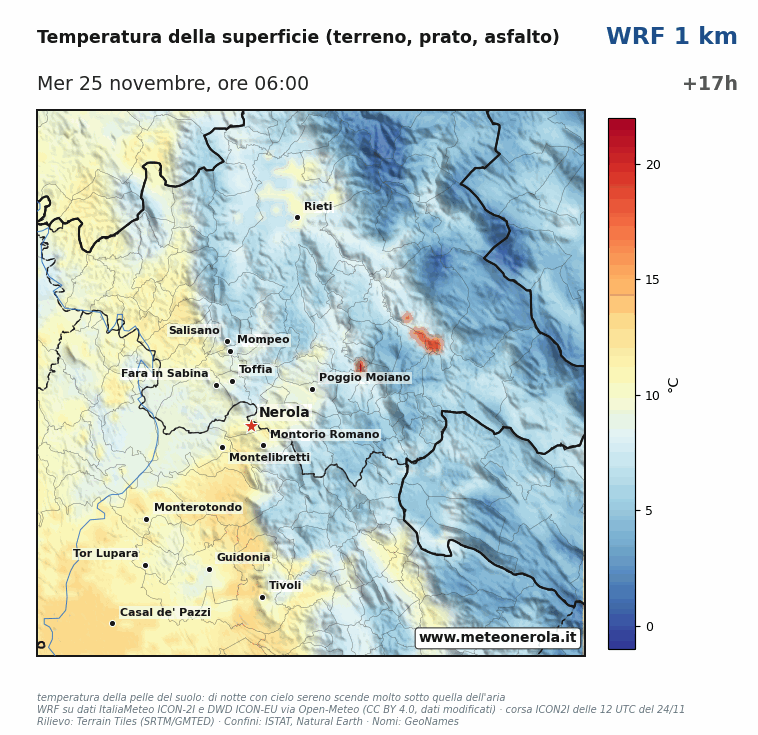 Temperatura della superficie (terreno, prato, asfalto)
WRF 1 km
Mer 25 novembre, ore 06:00
+17h
Rieti
Salisano
Mompeo
Fara in Sabina
Toffia
Poggio Moiano
Nerola
Montorio Romano
Montelibretti
Monterotondo
Tor Lupara
Guidonia
Tivoli
Casal de' Pazzi
www.meteonerola.it
20
15
10
5
0
°C
temperatura della pelle del suolo: di notte con cielo sereno scende molto sotto quella dell'aria
WRF su dati ItaliaMeteo ICON-2I e DWD ICON-EU via Open-Meteo (CC BY 4.0, dati modificati) · corsa ICON2I delle 12 UTC del 24/11
Rilievo: Terrain Tiles (SRTM/GMTED) · Confini: ISTAT, Natural Earth · Nomi: GeoNames